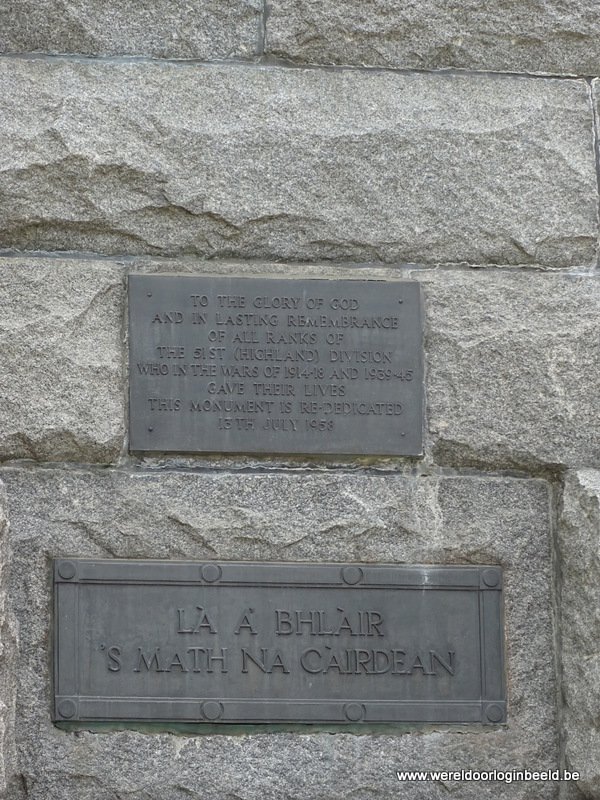 TO THE GLORY OF GOD
AND IN LASTING REMEMBRANCE
OF ALL RANKS OF
THE 51ST (HIGHLAND) DIVISION
WHO IN THE WARS OF 1914-18 AND 1939-45
GAVE THEIR LIVES
THIS MONUMENT IS RE-DEDICATED
13TH JULY 1958
LÀ A' BHLÀIR
'S MATH NA CÀIRDEAN
www.wereldoorloginbeeld.be